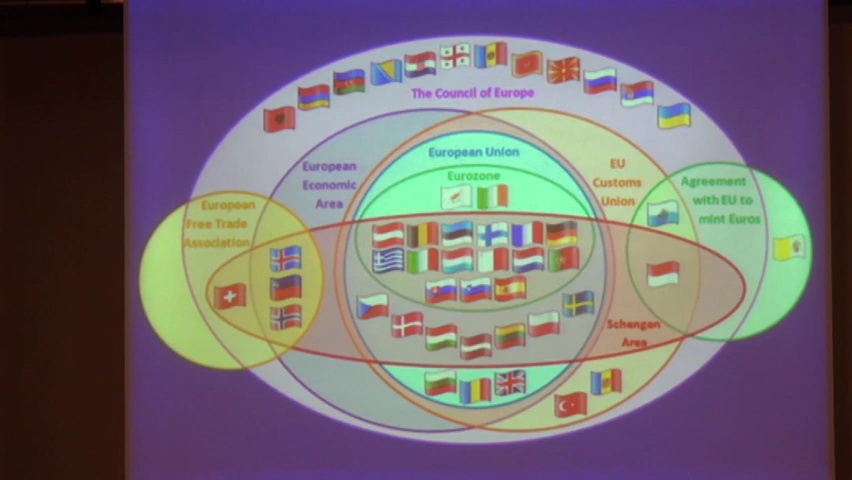 The Council of Europe
European Union
Eurozone
European
Economic
Area
EU
Customs
Union
Agreement
with EU to
mint Euros
European
Free Trade
Association
Schengen
Area